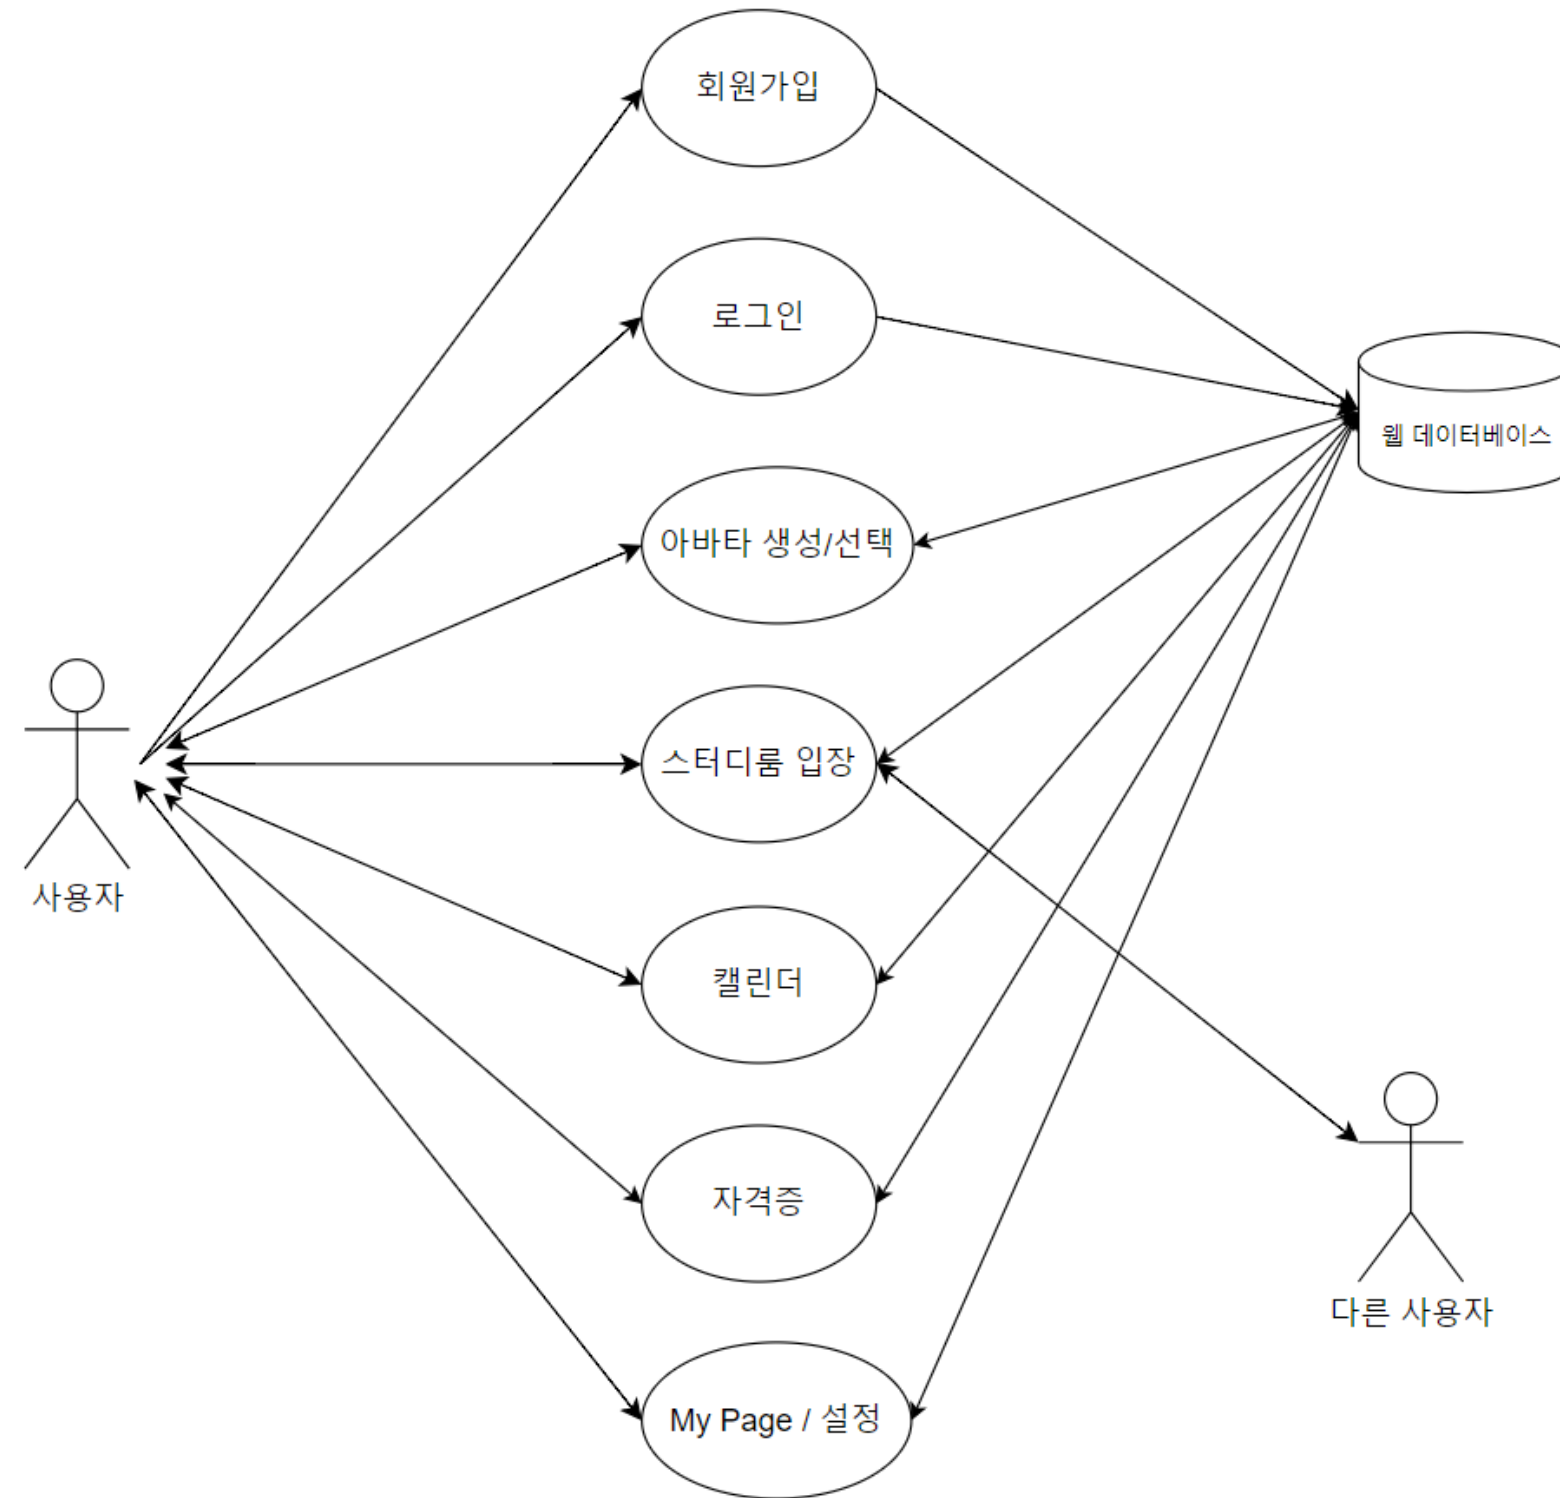 회원가입
로그인
웹 데이터베이스
아바타 생성/선택
스터디룸 입장
사용자
캘린더
자격증
다른 사용자
My Page / 설정